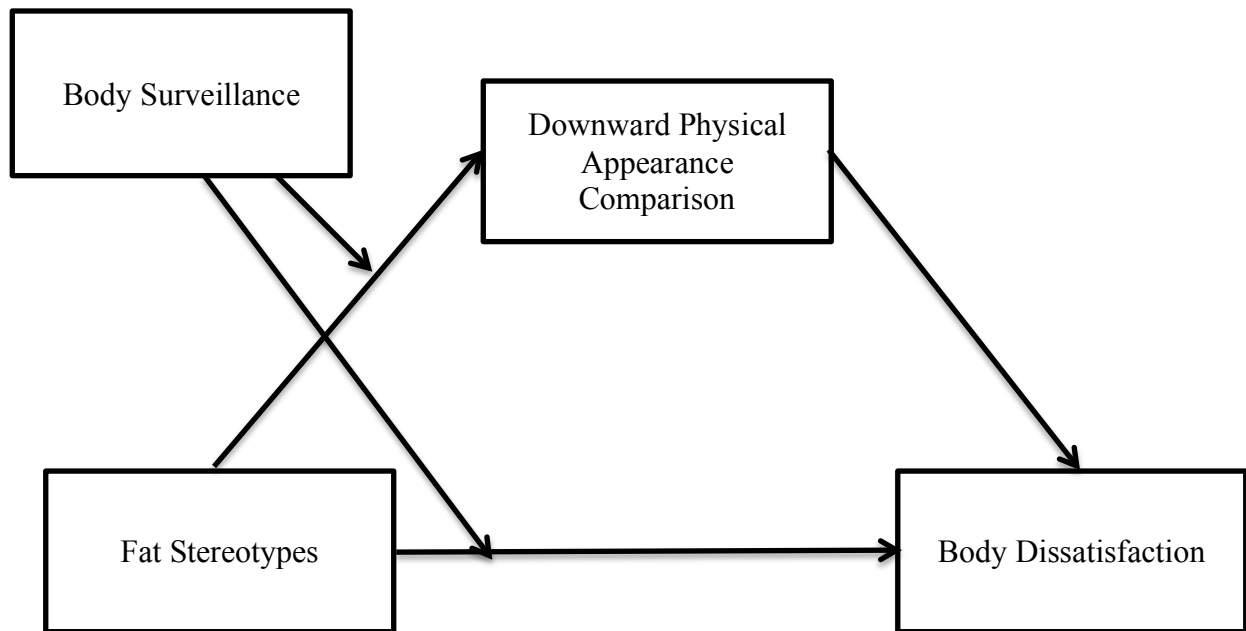 Body Surveillance
Downward Physical
Appearance
Comparison
Fat Stereotypes
Body Dissatisfaction